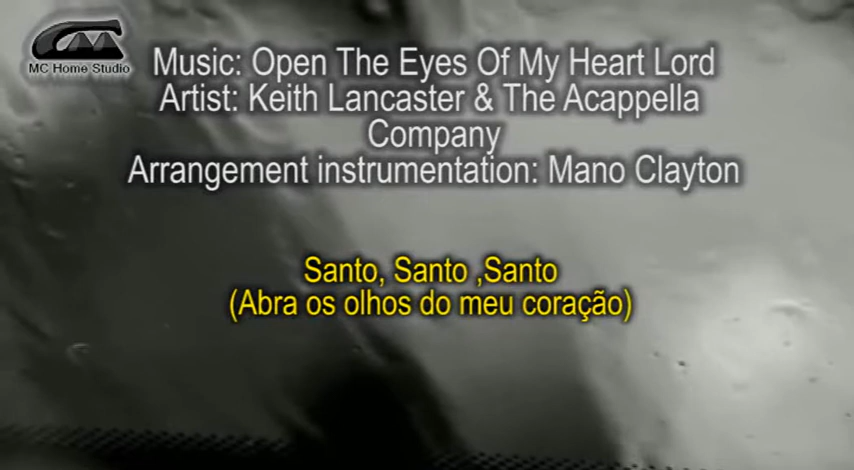 MC Home Studio
Music: Open The Eyes Of My Heart Lord
Artist: Keith Lancaster & The Acappella
Company
Arrangement instrumentation: Mano Clayton
Santo, Santo ,Santo
(Abra os olhos do meu coração)